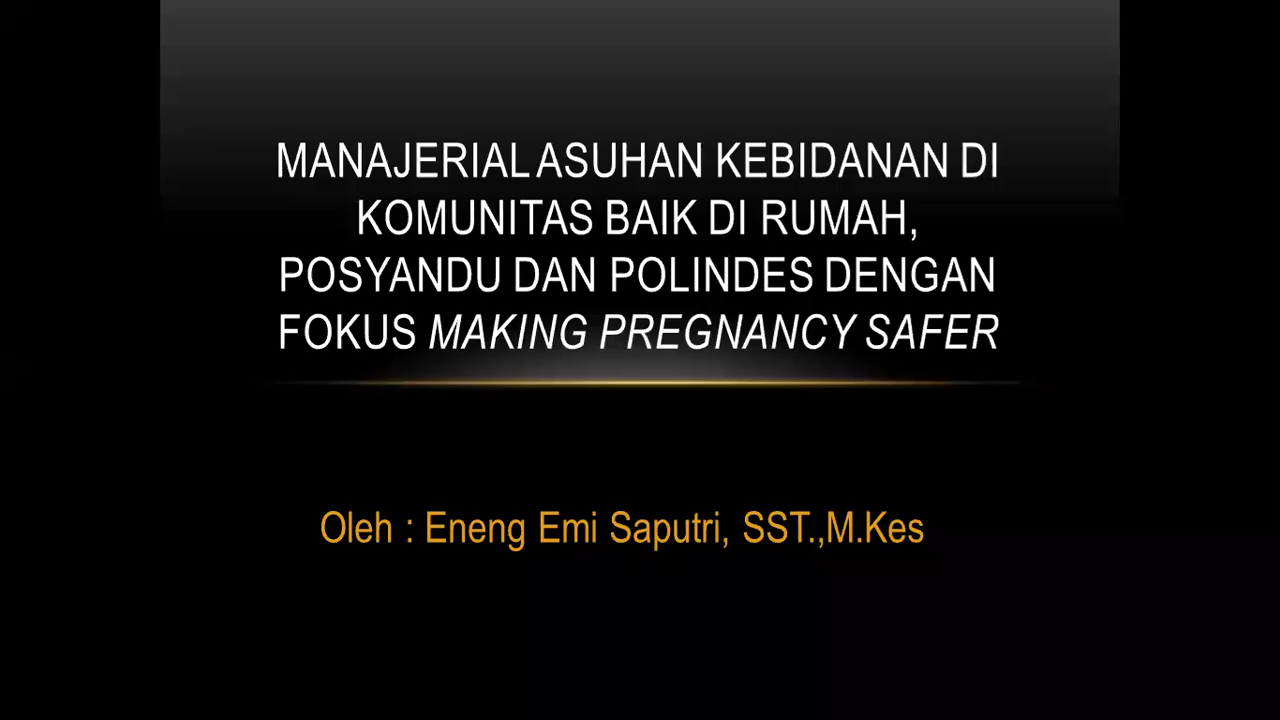 MANAJERIAL ASUHAN KEBIDANAN DI
KOMUNITAS BAIK DI RUMAH,
POSYANDU DAN POLINDES DENGAN
FOKUS MAKING PREGNANCY SAFER
Oleh : Eneng Emi Saputri, SST.,M.Kes